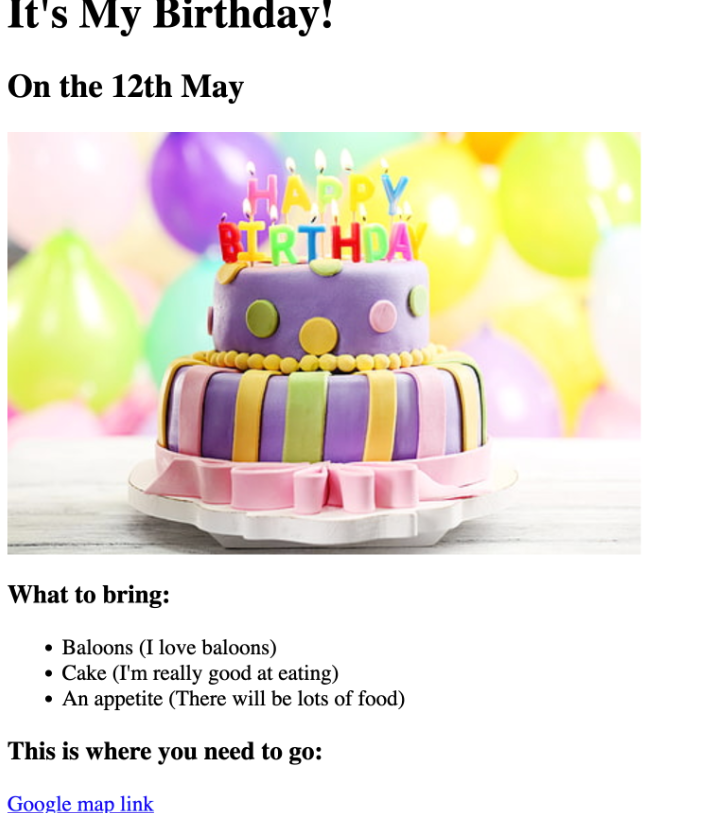 It's My Birthday!
On the 12th May
HAPPY
BIRTHDAY
What to bring:
Baloons (I love baloons)
Cake (I'm really good at eating)
An appetite (There will be lots of food)
This is where you need to go:
Google map link